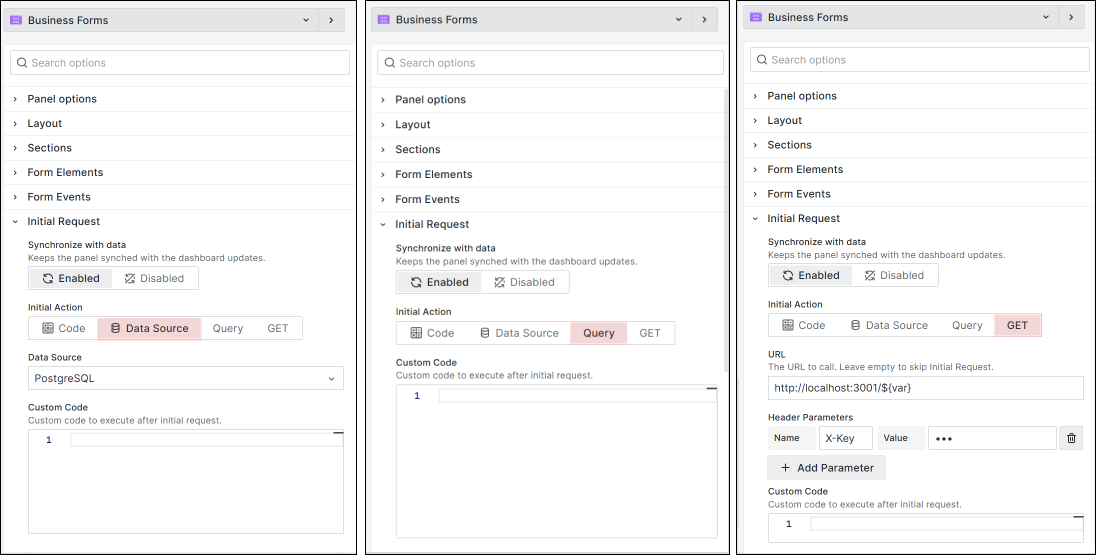 Business Forms
Search options
Panel options
Layout
Sections
Form Elements
Form Events
Initial Request
Synchronize with data
Keeps the panel synched with the dashboard updates.
Enabled Disabled
Initial Action
Code Data Source Query GET
Data Source
PostgreSQL
Custom Code
Custom code to execute after initial request.
1
Business Forms
Search options
Panel options
Layout
Sections
Form Elements
Form Events
Initial Request
Synchronize with data
Keeps the panel synched with the dashboard updates.
Enabled Disabled
Initial Action
Code Data Source Query GET
Custom Code
Custom code to execute after initial request.
1
Business Forms
Search options
Panel options
Layout
Sections
Form Elements
Form Events
Initial Request
Synchronize with data
Keeps the panel synched with the dashboard updates.
Enabled Disabled
Initial Action
Code Data Source Query GET
URL
The URL to call. Leave empty to skip Initial Request.
http://localhost:3001/${var}
Header Parameters
Name X-Key Value •••
+ Add Parameter
Custom Code
Custom code to execute after initial request.
1